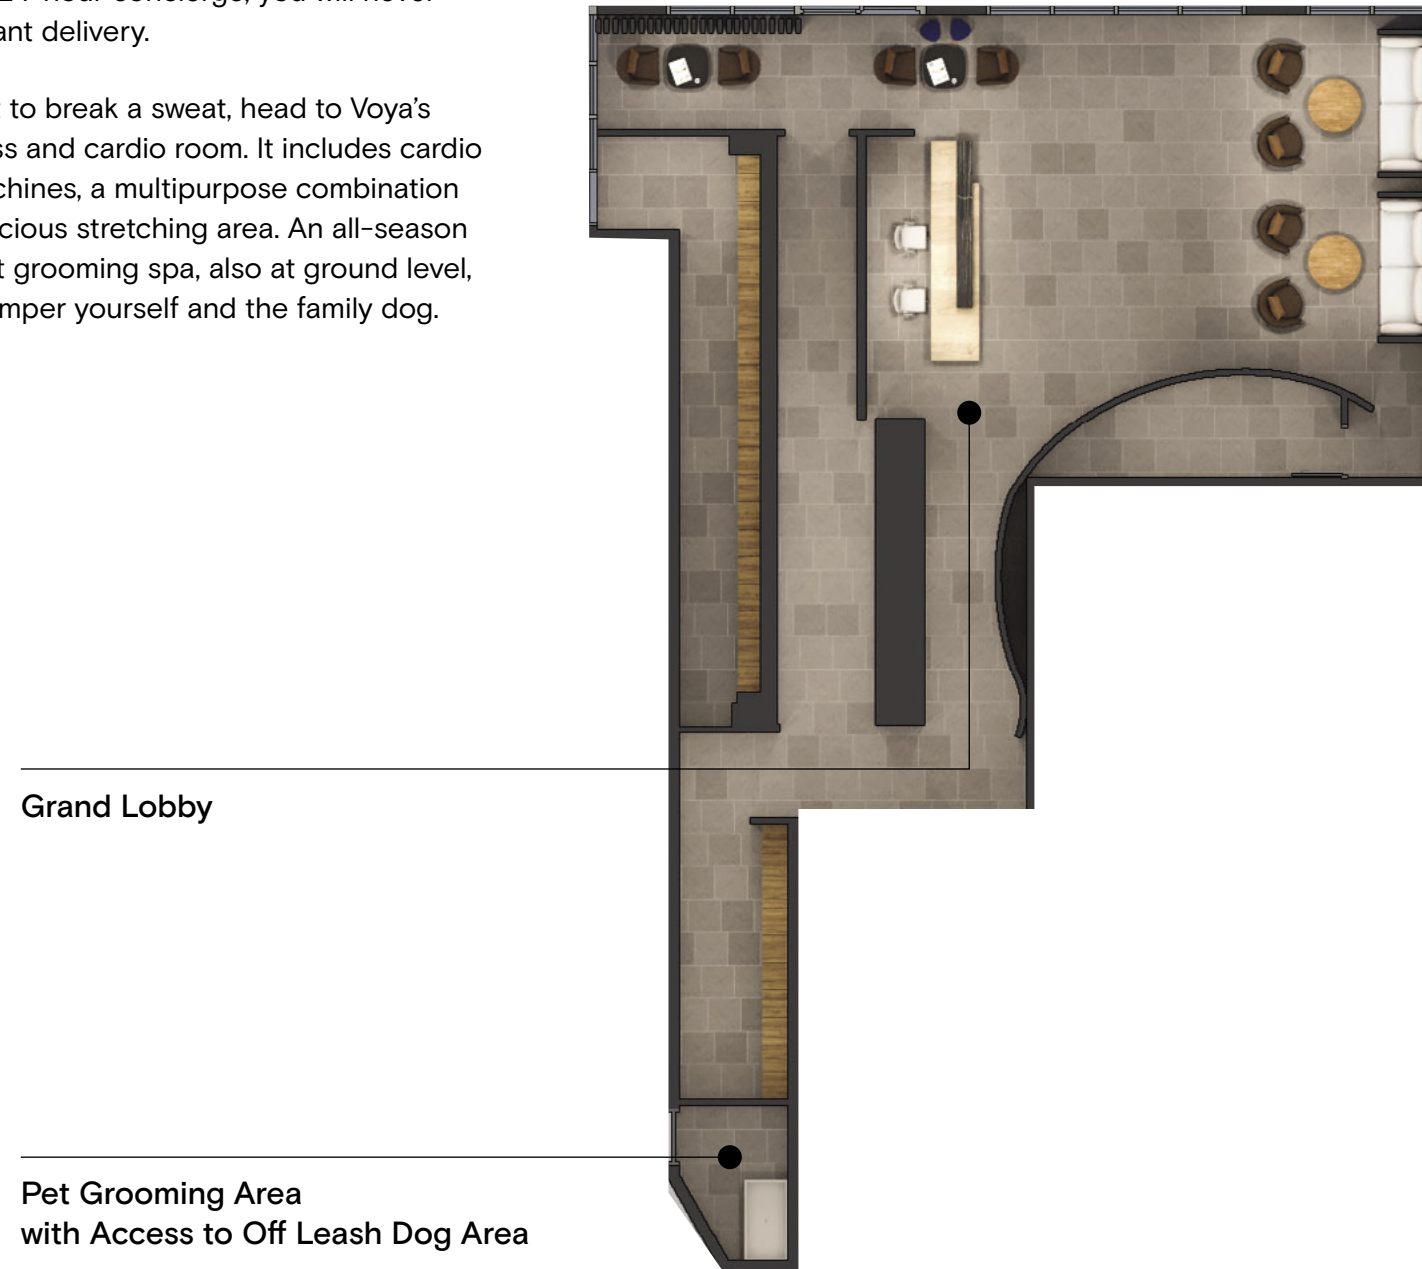 ant delivery.
to break a sweat, head to Voya’s
ss and cardio room. It includes cardio
chines, a multipurpose combination
cious stretching area. An all-season
t grooming spa, also at ground level,
mper yourself and the family dog.
Grand Lobby
Pet Grooming Area
with Access to Off Leash Dog Area